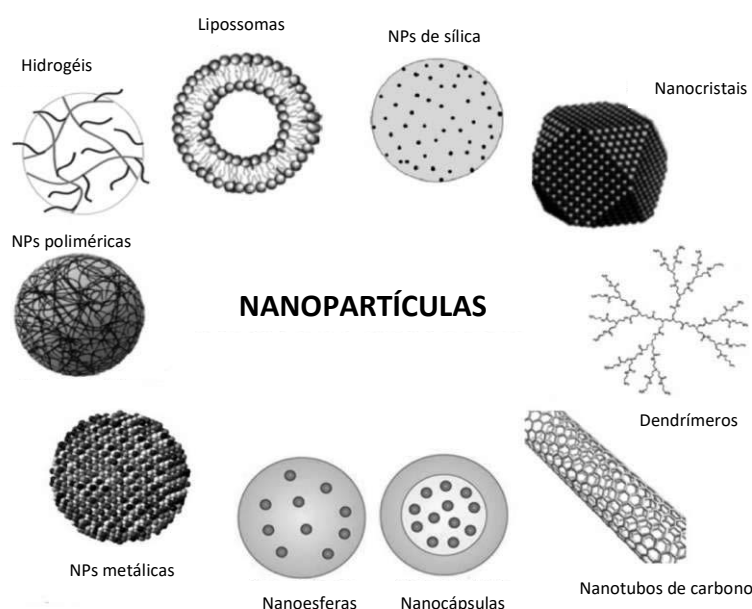 Lipossomas
NPs de sílica
Hidrogéis
Nanocristais
NPs poliméricas
NANOPARTÍCULAS
Dendrímeros
NPs metálicas
Nanotubos de carbono
Nanoesferas
Nanocápsulas